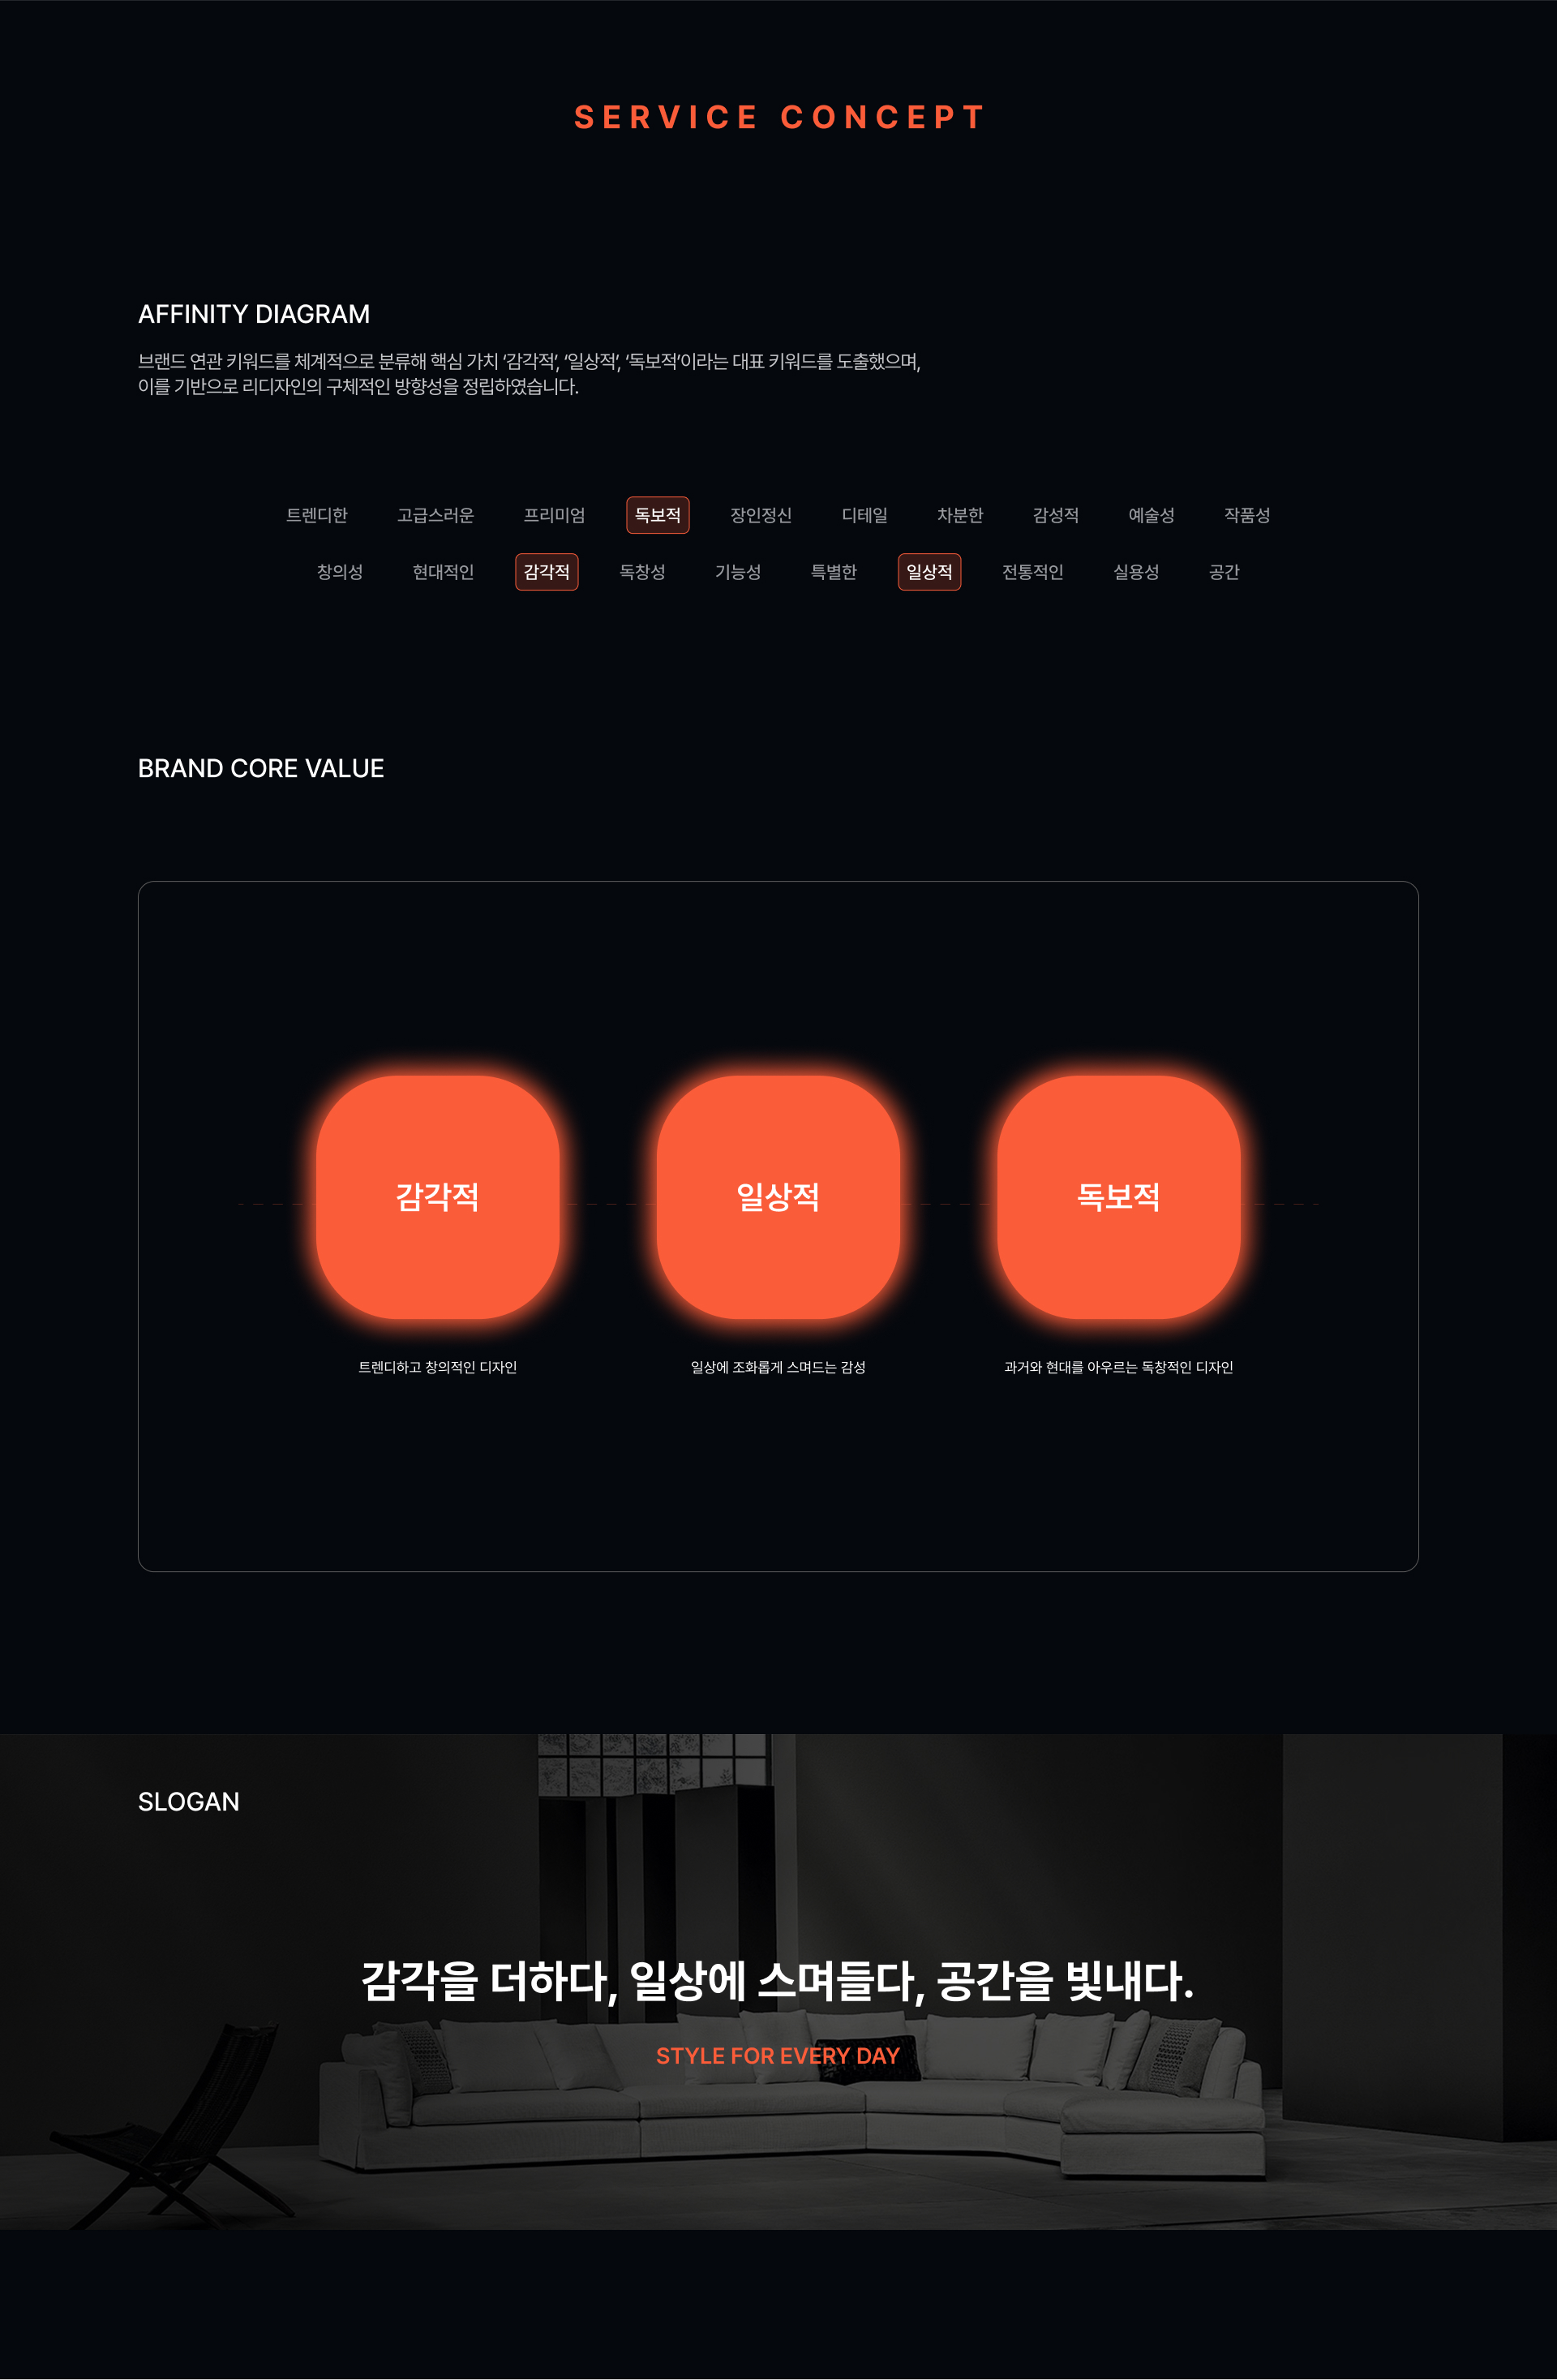 SERVICE CONCEPT
AFFINITY DIAGRAM
브랜드 연관 키워드를 체계적으로 분류해 핵심 가치 ‘감각적’, ‘일상적’, ‘독보적’이라는 대표 키워드를 도출했으며,
이를 기반으로 리디자인의 구체적인 방향성을 정립하였습니다.
트렌디한 고급스러운 프리미엄 독보적 장인정신 디테일 차분한 감성적 예술성 작품성
창의성 현대적인 감각적 독창성 기능성 특별한 일상적 전통적인 실용성 공간
BRAND CORE VALUE
감각적 일상적 독보적
트렌디하고 창의적인 디자인 일상에 조화롭게 스며드는 감성 과거와 현대를 아우르는 독창적인 디자인
SLOGAN
감각을 더하다, 일상에 스며들다, 공간을 빛내다.
STYLE FOR EVERY DAY